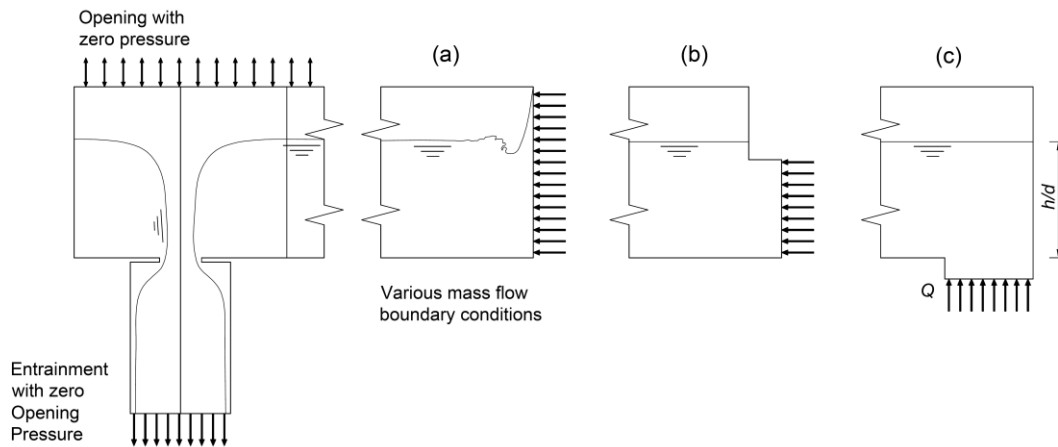 Opening with
zero pressure
(a)
(b)
(c)
h/d
Various mass flow
boundary conditions
Q
Entrainment
with zero
Opening
Pressure